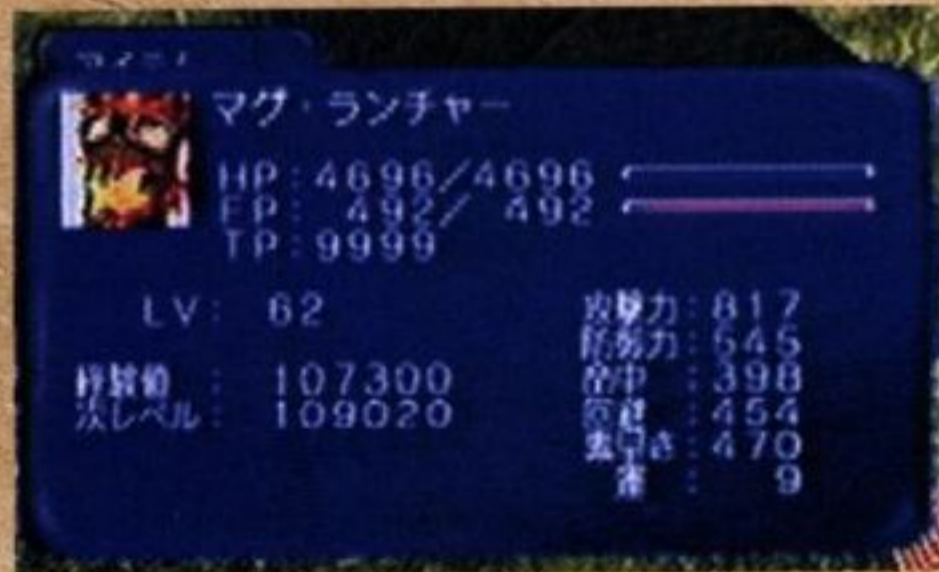 マグ・ランチャー
HP:4696/4696
EP: 492/ 492
TP:9999
LV: 62
攻撃力:817
防御力:545
経験値 : 107300
命中 :398
次レベル: 109020
回避 :454
素早さ:470
運 : 9